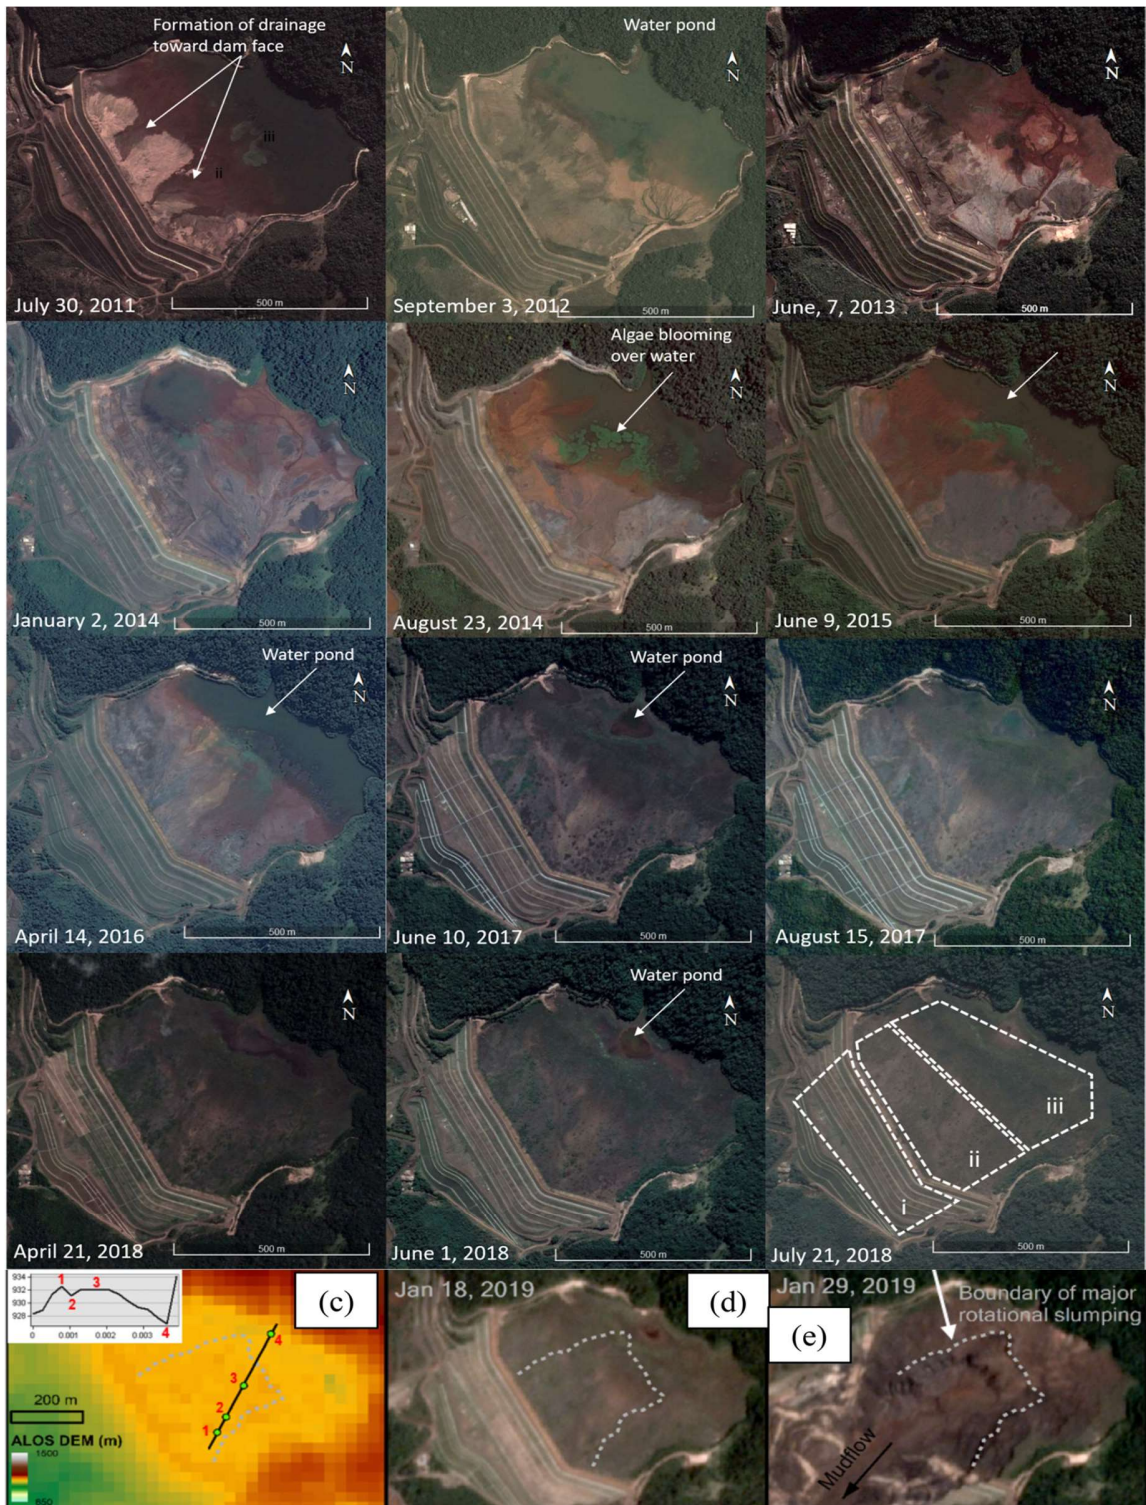 Formation of drainage
toward dam face
N
iii
ii
500 m
July 30, 2011
Water pond
N
500 m
September 3, 2012
N
500 m
June, 7, 2013
N
500 m
January 2, 2014
Algae blooming
over water
N
500 m
August 23, 2014
N
500 m
June 9, 2015
Water pond
N
500 m
April 14, 2016
Water pond
N
500 m
June 10, 2017
N
500 m
August 15, 2017
N
500 m
April 21, 2018
Water pond
N
500 m
June 1, 2018
N
iii
ii
i
500 m
July 21, 2018
934
932
930
928
1
2
3
4
0
0.001
0.002
0.003
(c)
4
3
2
1
200 m
ALOS DEM (m)
1500
650
Jan 18, 2019
(d)
Jan 29, 2019
(e)
Boundary of major
rotational slumping
Mudflow